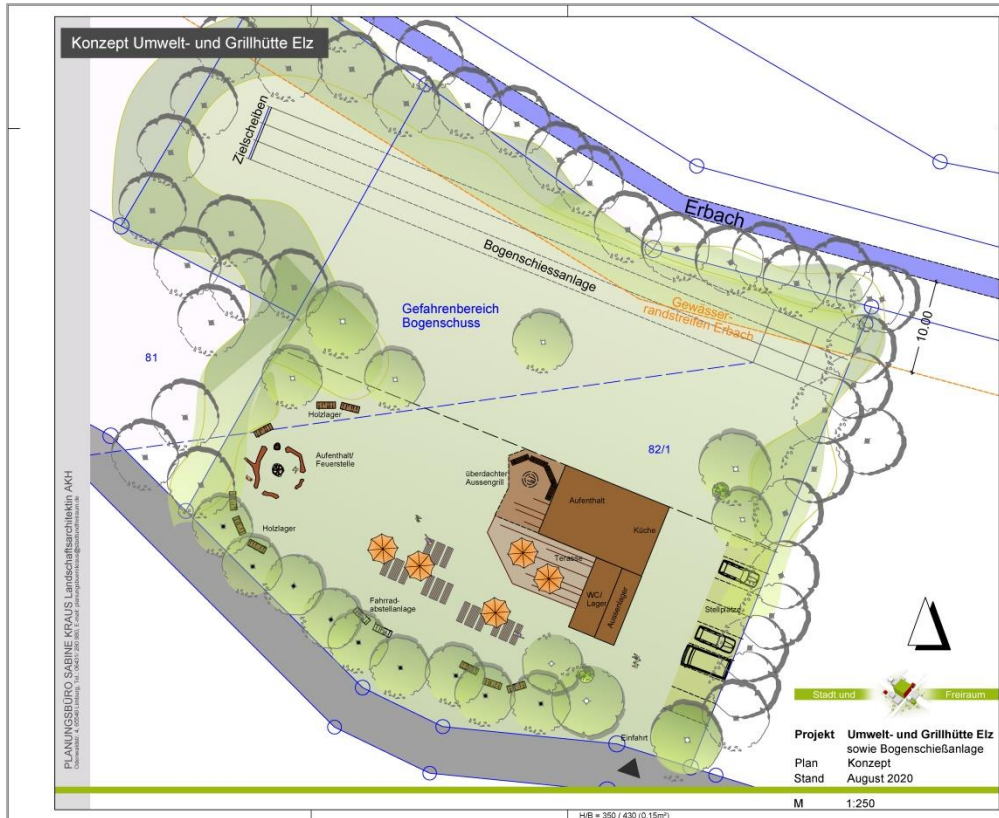 Konzept Umwelt- und Grillhütte Elz
Zielscheiben
Erbach
Bogenschiessanlage
Gefahrenbereich
Bogenschuss
Gewässer-
randstreifen Erbach
10.00
81
82/1
Holzlager
Aufenthalt/
Feuerstelle
überdachter
Aussengrill
Aufenthalt
Küche
Holzlager
Terasse
WC/
Lager
Aussenlager
Stellplätze
Fahrrad-
abstellanlage
Einfahrt
PLANUNGSBÜRO SABINE KRAUS Landschaftsarchitektin AKH
Stadt und Freiraum
Projekt Umwelt- und Grillhütte Elz
sowie Bogenschießanlage
Plan Konzept
Stand August 2020
M 1:250
H/B = 350 / 430 (0.15m²)